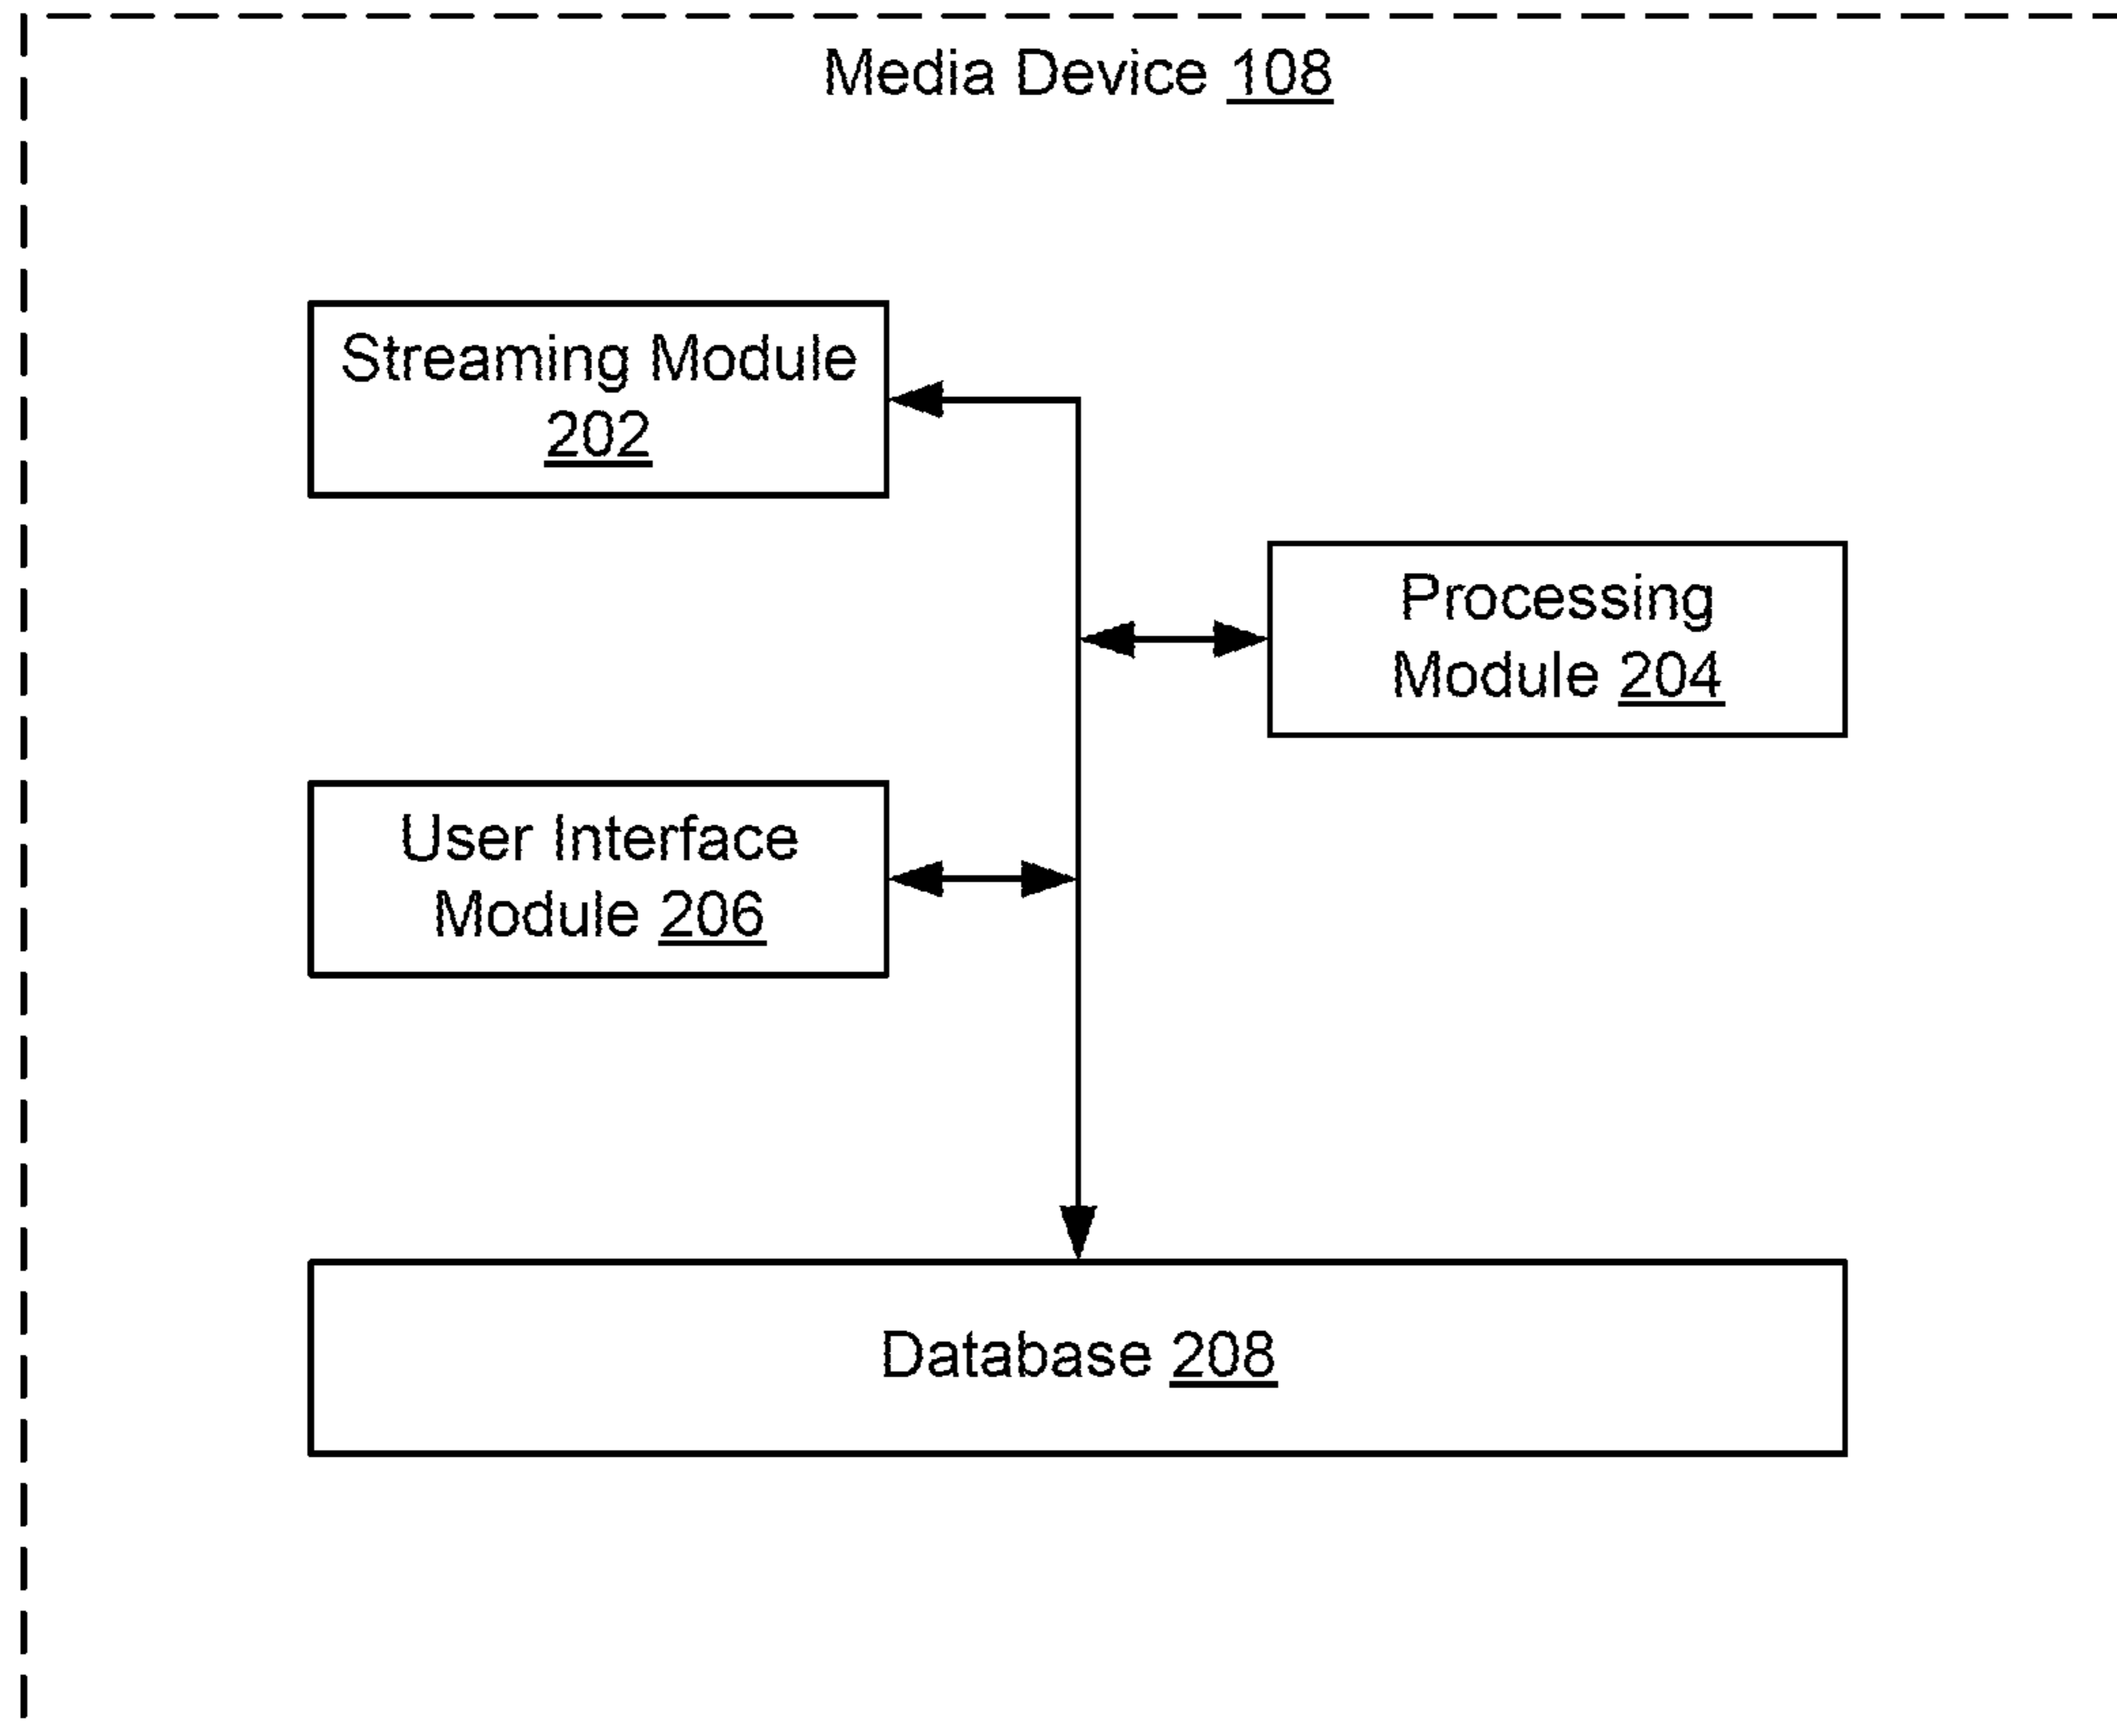 Media Device 108
Streaming Module
202
Processing
Module 204
User Interface
Module 206
Database 208